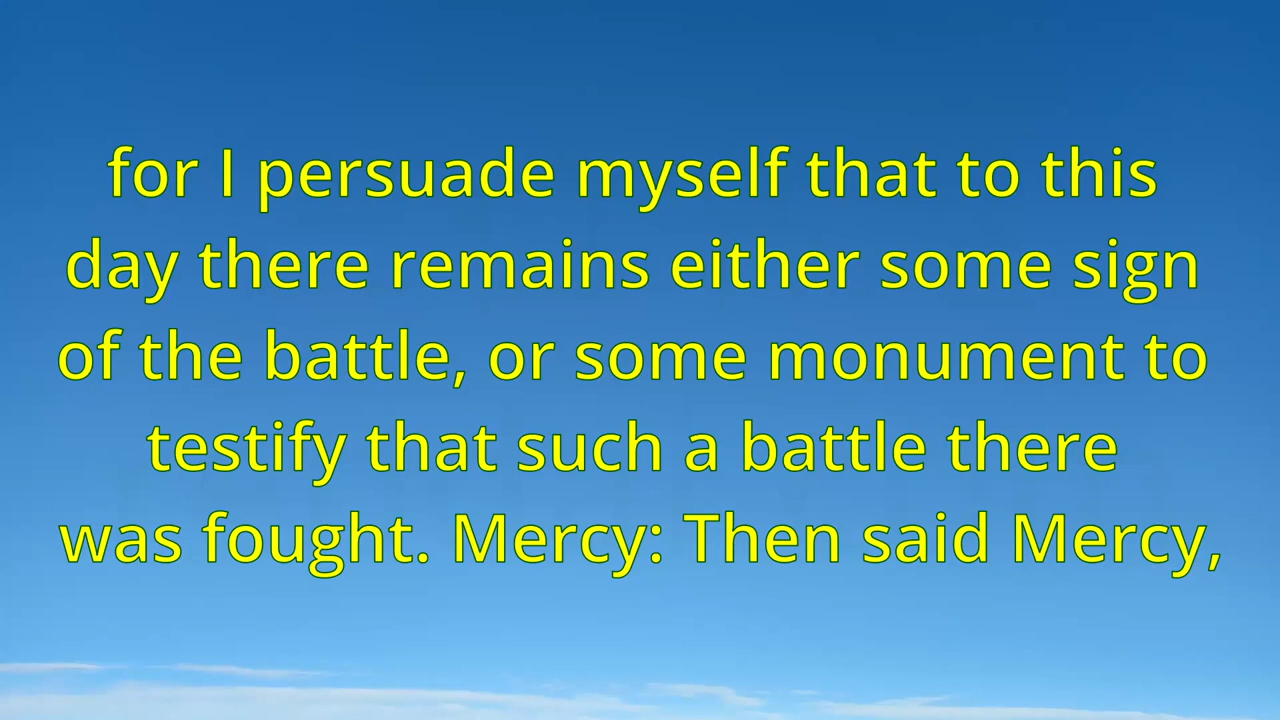 for I persuade myself that to this
day there remains either some sign
of the battle, or some monument to
testify that such a battle there
was fought. Mercy: Then said Mercy,